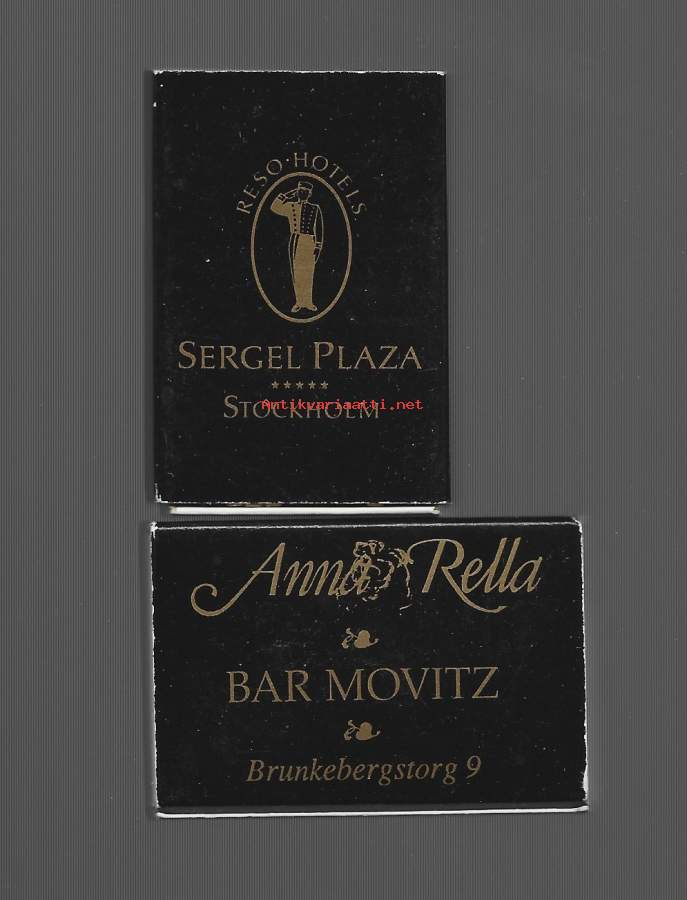 RESO·HOTELS
SERGEL PLAZA
★★★★★
STOCKHOLM
Antikvariaatti.net
Anna Rella
BAR MOVITZ
Brunkebergstorg 9